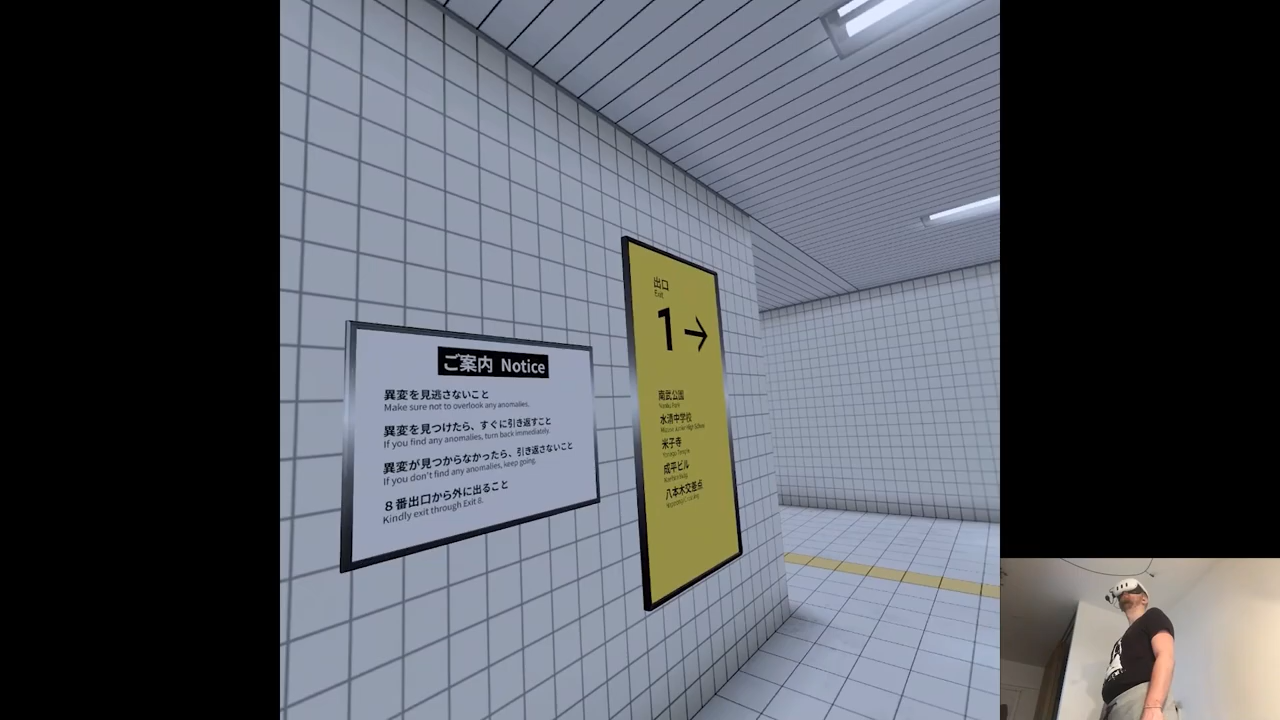 ご案内 Notice
異変を見逃さないこと
Make sure not to overlook any anomalies.
異変を見つけたら、すぐに引き返すこと
If you find any anomalies, turn back immediately.
異変が見つからなかったら、引き返さないこと
If you don't find any anomalies, keep going.
8番出口から外に出ること
Kindly exit through Exit 8.
出口
Exit
1→
南武公園
水清中学校
米子寺
成平ビル
八本木交差点